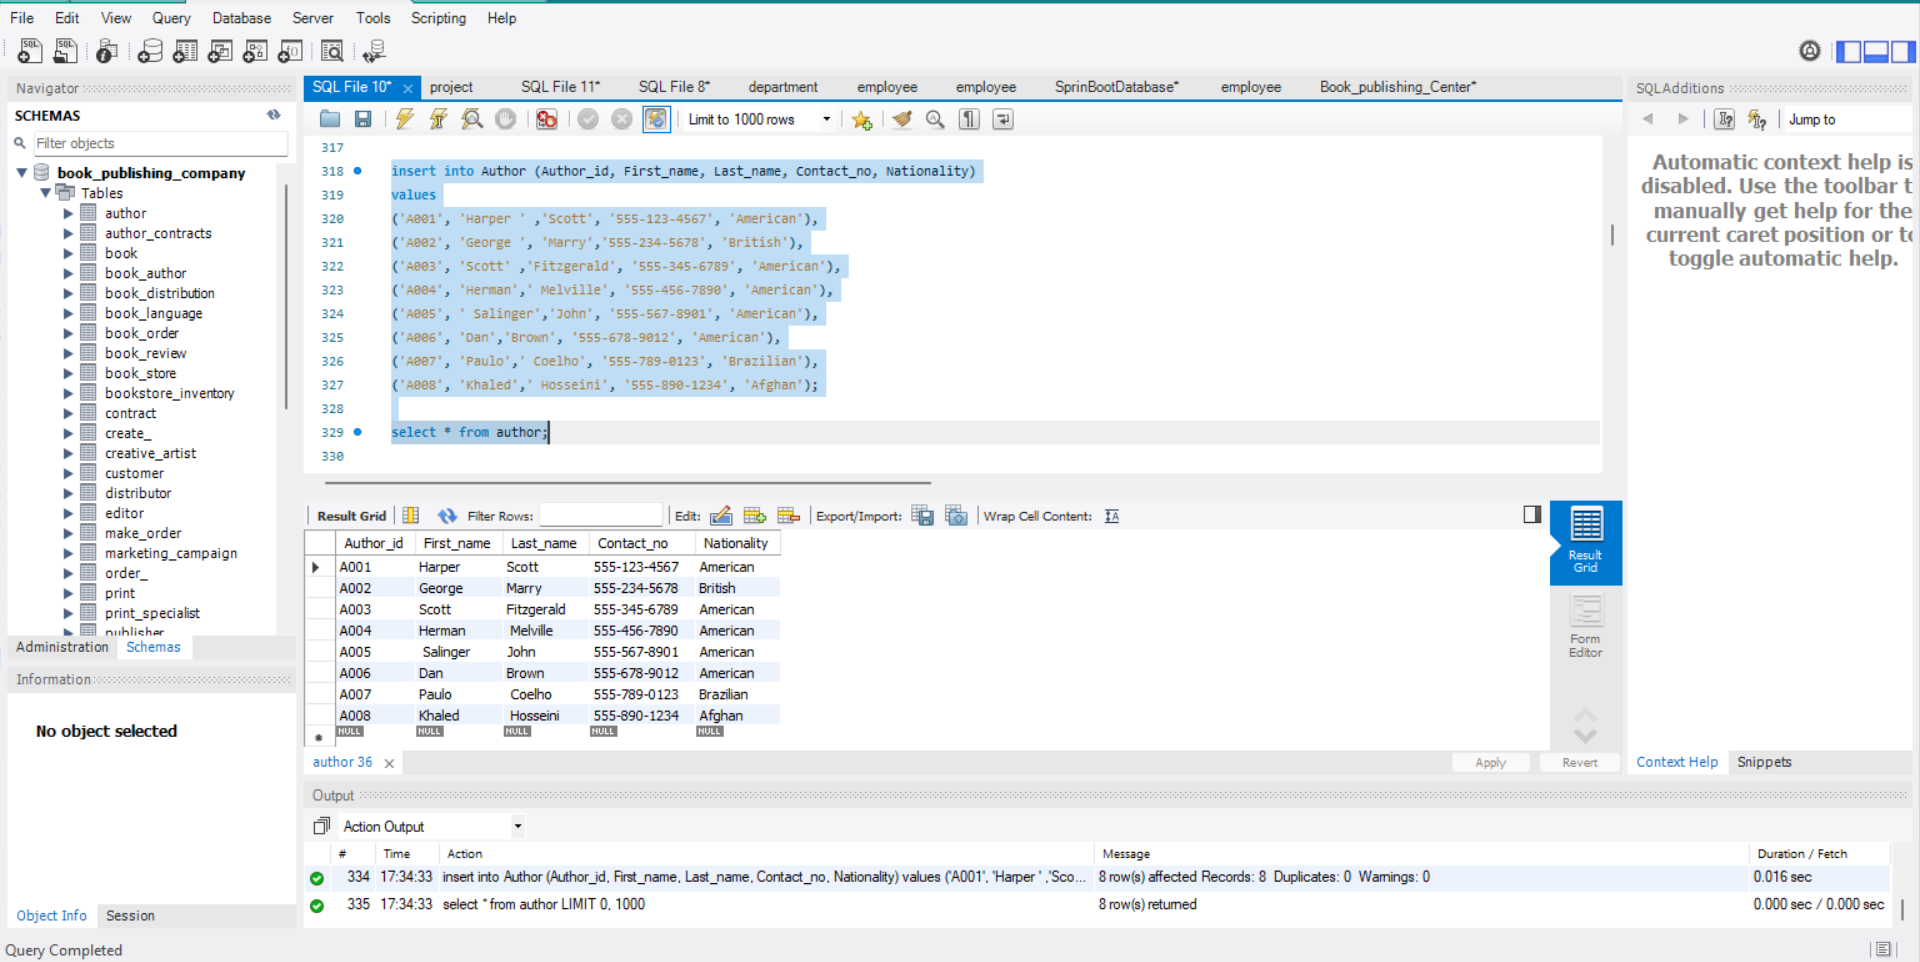 File Edit View Query Database Server Tools Scripting Help
Navigator
SCHEMAS
Filter objects
book_publishing_company
Tables
author
author_contracts
book
book_author
book_distribution
book_language
book_order
book_review
book_store
bookstore_inventory
contract
create_
creative_artist
customer
distributor
editor
make_order
marketing_campaign
order_
print
print_specialist
publisher
Administration Schemas
Information
No object selected
Object Info Session
SQL File 10* project SQL File 11* SQL File 8* department employee employee SprinBootDatabase* employee Book_publishing_Center*
Limit to 1000 rows
317
318 insert into Author (Author_id, First_name, Last_name, Contact_no, Nationality)
319 values
320 ('A001', 'Harper ' ,'Scott', '555-123-4567', 'American'),
321 ('A002', 'George ', 'Marry','555-234-5678', 'British'),
322 ('A003', 'Scott' ,'Fitzgerald', '555-345-6789', 'American'),
323 ('A004', 'Herman',' Melville', '555-456-7890', 'American'),
324 ('A005', ' Salinger','John', '555-567-8901', 'American'),
325 ('A006', 'Dan','Brown', '555-678-9012', 'American'),
326 ('A007', 'Paulo',' Coelho', '555-789-0123', 'Brazilian'),
327 ('A008', 'Khaled',' Hosseini', '555-890-1234', 'Afghan');
328
329 select * from author;
330
Result Grid Filter Rows: Edit: Export/Import: Wrap Cell Content:
Author_id First_name Last_name Contact_no Nationality
A001 Harper Scott 555-123-4567 American
A002 George Marry 555-234-5678 British
A003 Scott Fitzgerald 555-345-6789 American
A004 Herman Melville 555-456-7890 American
A005 Salinger John 555-567-8901 American
A006 Dan Brown 555-678-9012 American
A007 Paulo Coelho 555-789-0123 Brazilian
A008 Khaled Hosseini 555-890-1234 Afghan
NULL NULL NULL NULL NULL
Result
Grid
Form
Editor
author 36 Apply Revert
SQLAdditions
Jump to
Automatic context help is
disabled. Use the toolbar t
manually get help for the
current caret position or to
toggle automatic help.
Context Help Snippets
Output
Action Output
# Time Action Message Duration / Fetch
334 17:34:33 insert into Author (Author_id, First_name, Last_name, Contact_no, Nationality) values ('A001', 'Harper ' ,'Sco... 8 row(s) affected Records: 8 Duplicates: 0 Warnings: 0 0.016 sec
335 17:34:33 select * from author LIMIT 0, 1000 8 row(s) returned 0.000 sec / 0.000 sec
Query Completed